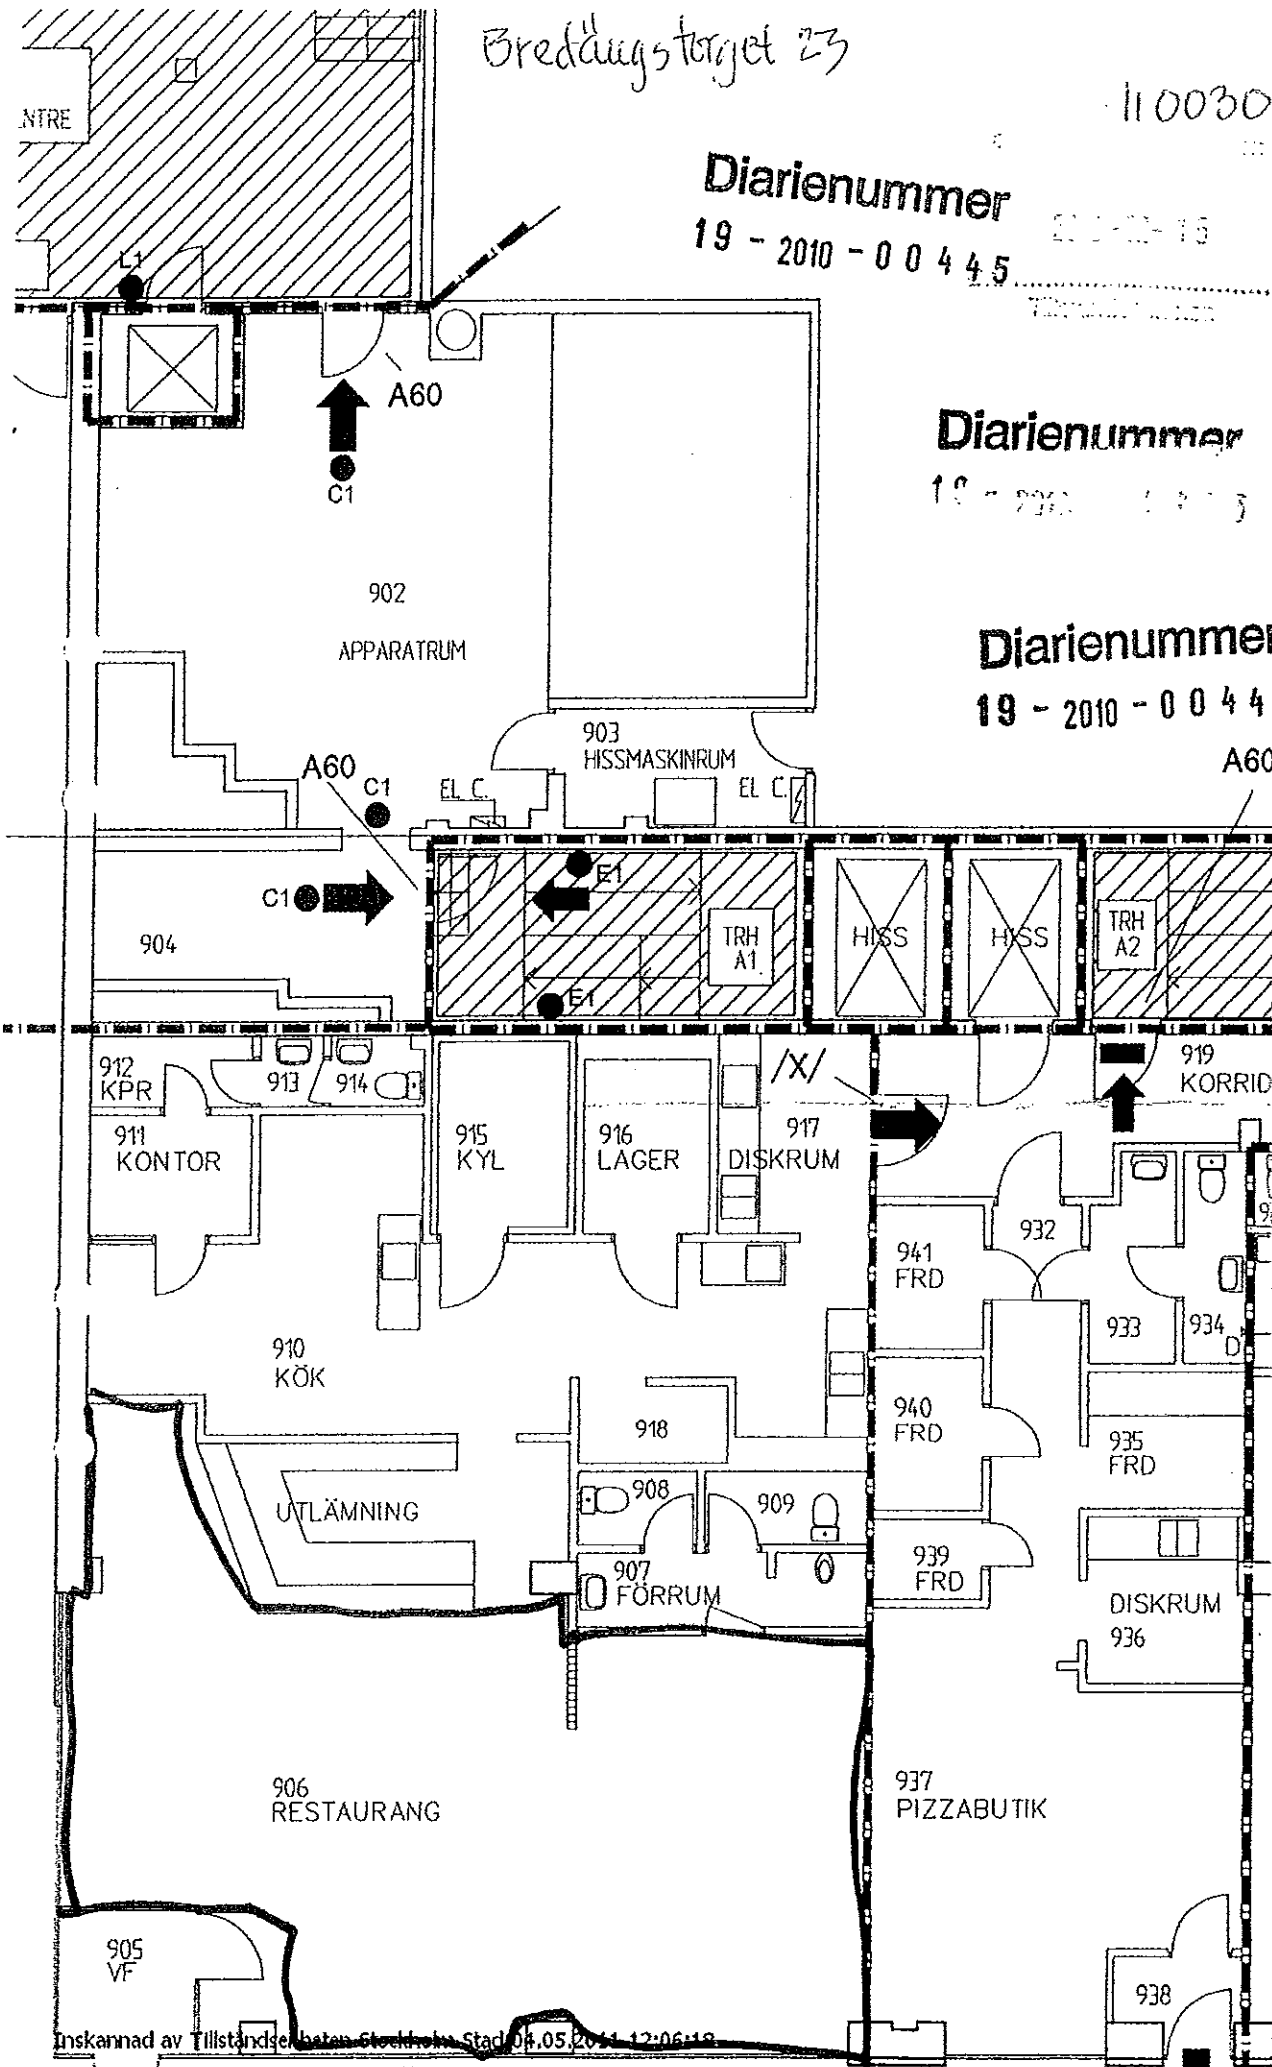 Bredängstorget 23
110030
Diarienummer
19 - 2010 - 0 0 4 4 5
NTRE
L1
A60
C1
Diarienummer
902
APPARATRUM
Diarienummer
19 - 2010 - 0 0 4 4
903
HISSMASKINRUM
A60
A60
C1
EL C.
EL C.
C1
E1
904
TRH
A1
HISS
HISS
TRH
A2
E1
/X/
912
KPR
913
914
919
KORRID
911
KONTOR
915
KYL
916
LAGER
917
DISKRUM
932
941
FRD
933
934
D
910
KÖK
940
FRD
918
935
FRD
908
909
UTLÄMNING
907
FÖRRUM
939
FRD
DISKRUM
936
906
RESTAURANG
937
PIZZABUTIK
905
VF
938
Inskannad av Tillståndsenheten Stockholm Stad 04.05.2011 12:06:18